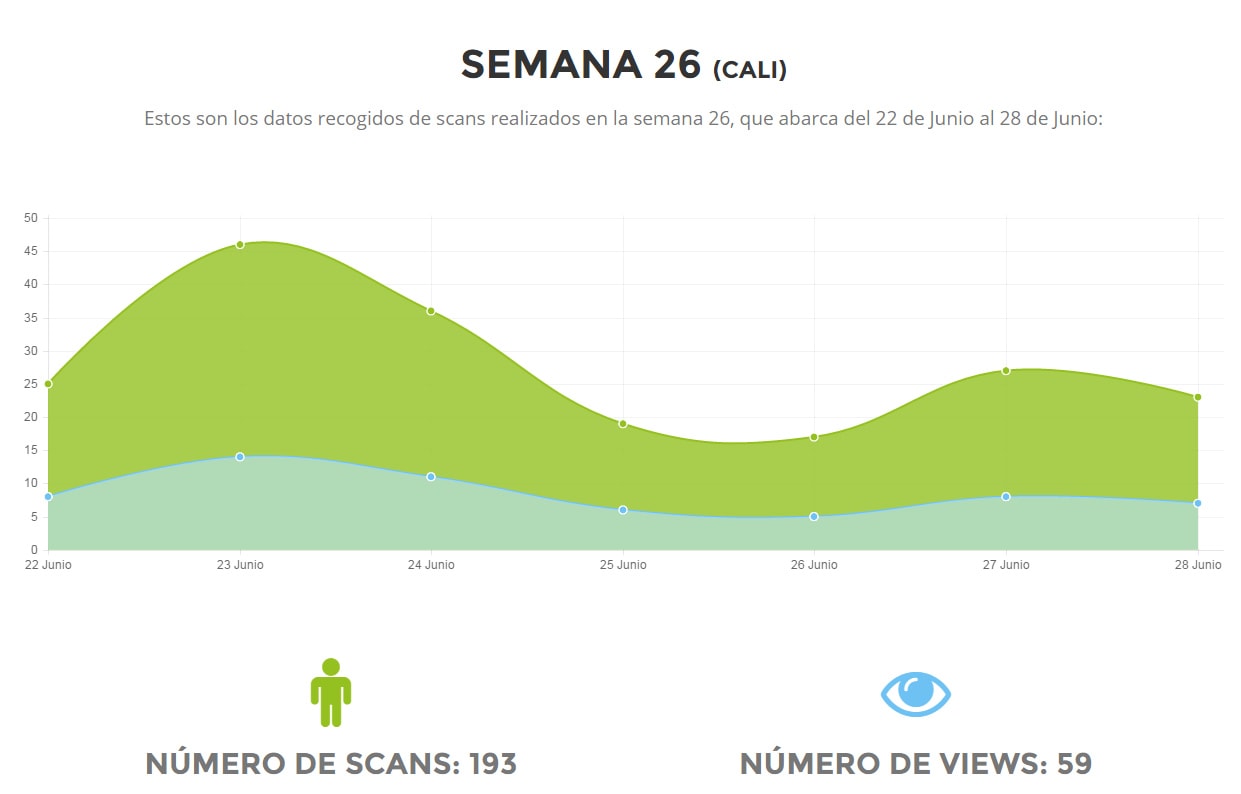 SEMANA 26 (CALI)
Estos son los datos recogidos de scans realizados en la semana 26, que abarca del 22 de Junio al 28 de Junio:
50
45
40
35
30
25
20
15
10
5
0
22 Junio 23 Junio 24 Junio 25 Junio 26 Junio 27 Junio 28 Junio
NÚMERO DE SCANS: 193 NÚMERO DE VIEWS: 59